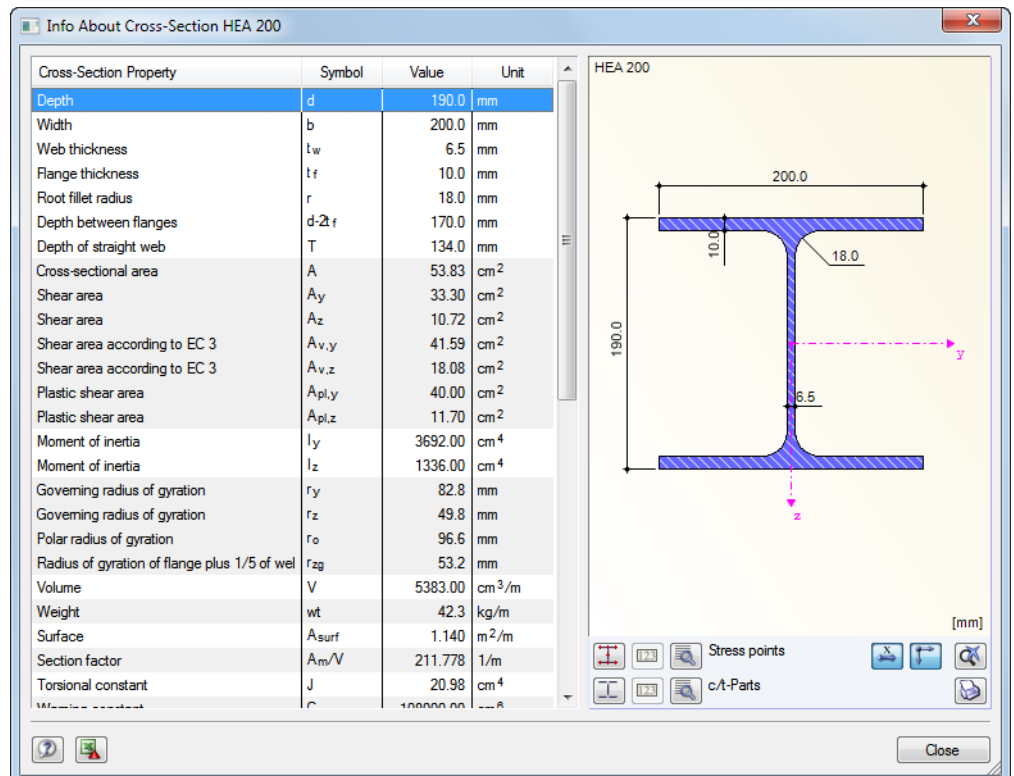 Info About Cross-Section HEA 200
Cross-Section Property Symbol Value Unit
Depth d 190.0 mm
Width b 200.0 mm
Web thickness tw 6.5 mm
Flange thickness tf 10.0 mm
Root fillet radius r 18.0 mm
Depth between flanges d-2tf 170.0 mm
Depth of straight web T 134.0 mm
Cross-sectional area A 53.83 cm2
Shear area Ay 33.30 cm2
Shear area Az 10.72 cm2
Shear area according to EC 3 Av,y 41.59 cm2
Shear area according to EC 3 Av,z 18.08 cm2
Plastic shear area Apl,y 40.00 cm2
Plastic shear area Apl,z 11.70 cm2
Moment of inertia Iy 3692.00 cm4
Moment of inertia Iz 1336.00 cm4
Governing radius of gyration ry 82.8 mm
Governing radius of gyration rz 49.8 mm
Polar radius of gyration ro 96.6 mm
Radius of gyration of flange plus 1/5 of wel rzg 53.2 mm
Volume V 5383.00 cm3/m
Weight wt 42.3 kg/m
Surface Asurf 1.140 m2/m
Section factor Am/V 211.778 1/m
Torsional constant J 20.98 cm4
HEA 200
200.0
10.0
18.0
190.0
y
6.5
z
[mm]
Stress points
123
X
c/t-Parts
123
Close